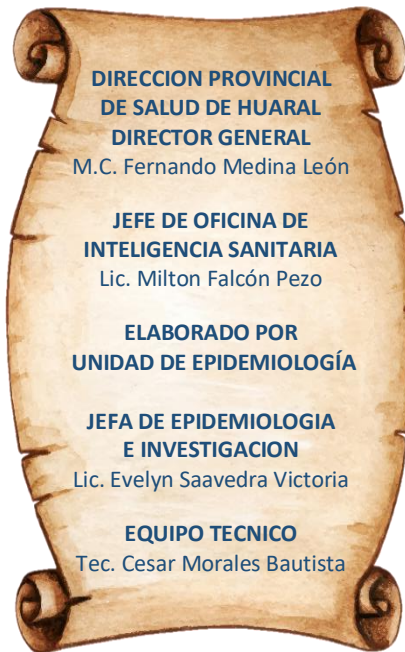 DIRECCION PROVINCIAL
DE SALUD DE HUARAL
DIRECTOR GENERAL
M.C. Fernando Medina León
JEFE DE OFICINA DE
INTELIGENCIA SANITARIA
Lic. Milton Falcón Pezo
ELABORADO POR
UNIDAD DE EPIDEMIOLOGÍA
JEFA DE EPIDEMIOLOGIA
E INVESTIGACION
Lic. Evelyn Saavedra Victoria
EQUIPO TECNICO
Tec. Cesar Morales Bautista